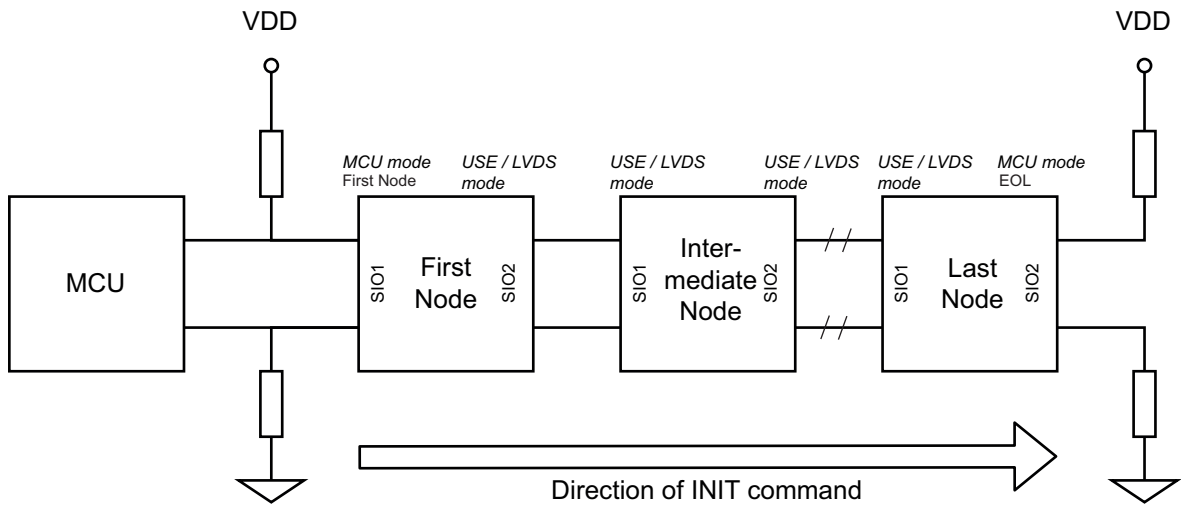 VDD
VDD
MCU mode
First Node
USE / LVDS
mode
USE / LVDS
mode
USE / LVDS
mode
USE / LVDS
mode
MCU mode
EOL
MCU
SIO1
First
Node
SIO2
SIO1
Inter-
mediate
Node
SIO2
SIO1
Last
Node
SIO2
Direction of INIT command